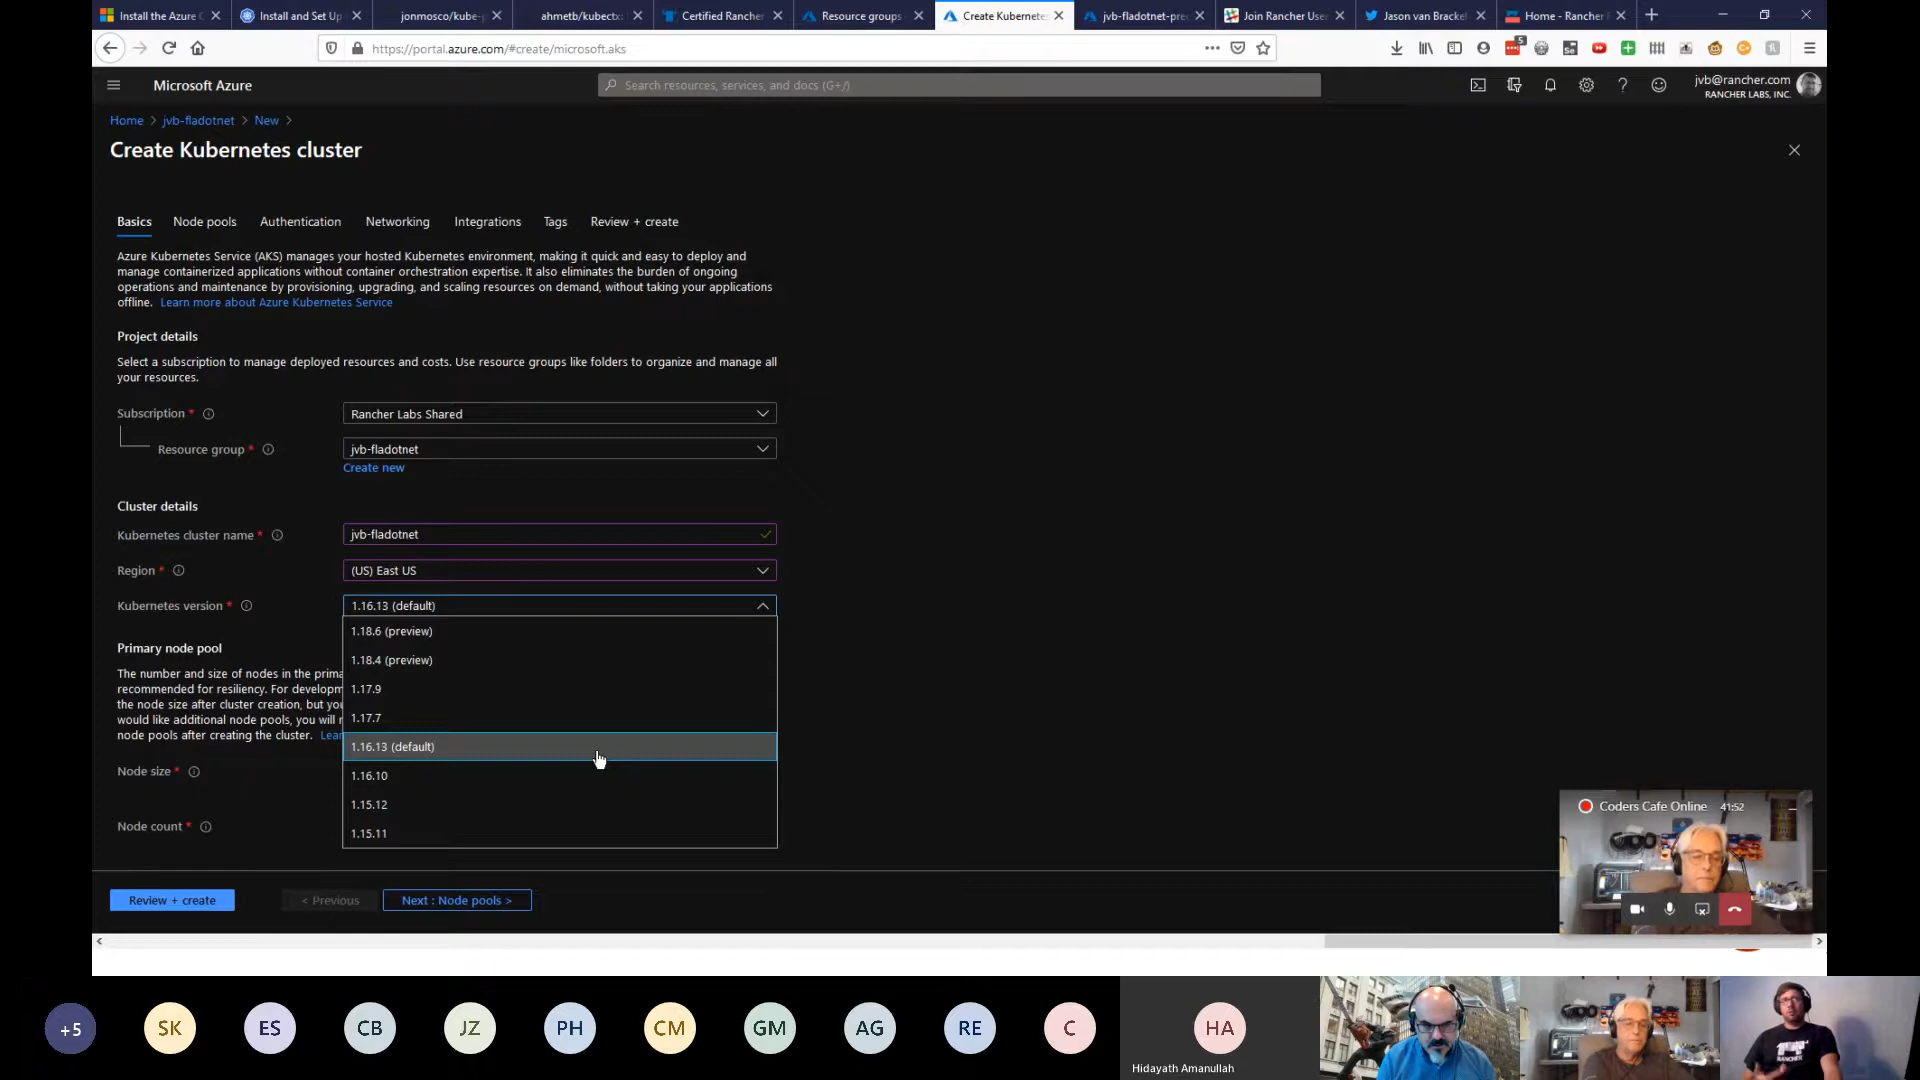 Install the Azure C
Install and Set Up
jonmosco/kube-p
ahmetb/kubectx:
Certified Rancher
Resource groups
Create Kubernetes
jvb-fladotnet-pre
Join Rancher Use
Jason van Brackel
Home - Rancher
https://portal.azure.com/#create/microsoft.aks
5
Microsoft Azure
Search resources, services, and docs (G+/)
jvb@rancher.com
RANCHER LABS, INC.
Home > jvb-fladotnet > New >
Create Kubernetes cluster
Basics Node pools Authentication Networking Integrations Tags Review + create
Azure Kubernetes Service (AKS) manages your hosted Kubernetes environment, making it quick and easy to deploy and
manage containerized applications without container orchestration expertise. It also eliminates the burden of ongoing
operations and maintenance by provisioning, upgrading, and scaling resources on demand, without taking your applications
offline. Learn more about Azure Kubernetes Service
Project details
Select a subscription to manage deployed resources and costs. Use resource groups like folders to organize and manage all
your resources.
Subscription *
Rancher Labs Shared
Resource group *
jvb-fladotnet
Create new
Cluster details
Kubernetes cluster name *
jvb-fladotnet
Region *
(US) East US
Kubernetes version *
1.16.13 (default)
1.18.6 (preview)
1.18.4 (preview)
1.17.9
1.17.7
1.16.13 (default)
1.16.10
1.15.12
1.15.11
Primary node pool
The number and size of nodes in the prima
recommended for resiliency. For developm
the node size after cluster creation, but you
would like additional node pools, you will n
node pools after creating the cluster. Lear
Node size *
Node count *
Review + create
< Previous
Next : Node pools >
Coders Cafe Online 41:52
+5
SK
ES
CB
JZ
PH
CM
GM
AG
RE
C
HA
Hidayath Amanullah
RANCHER